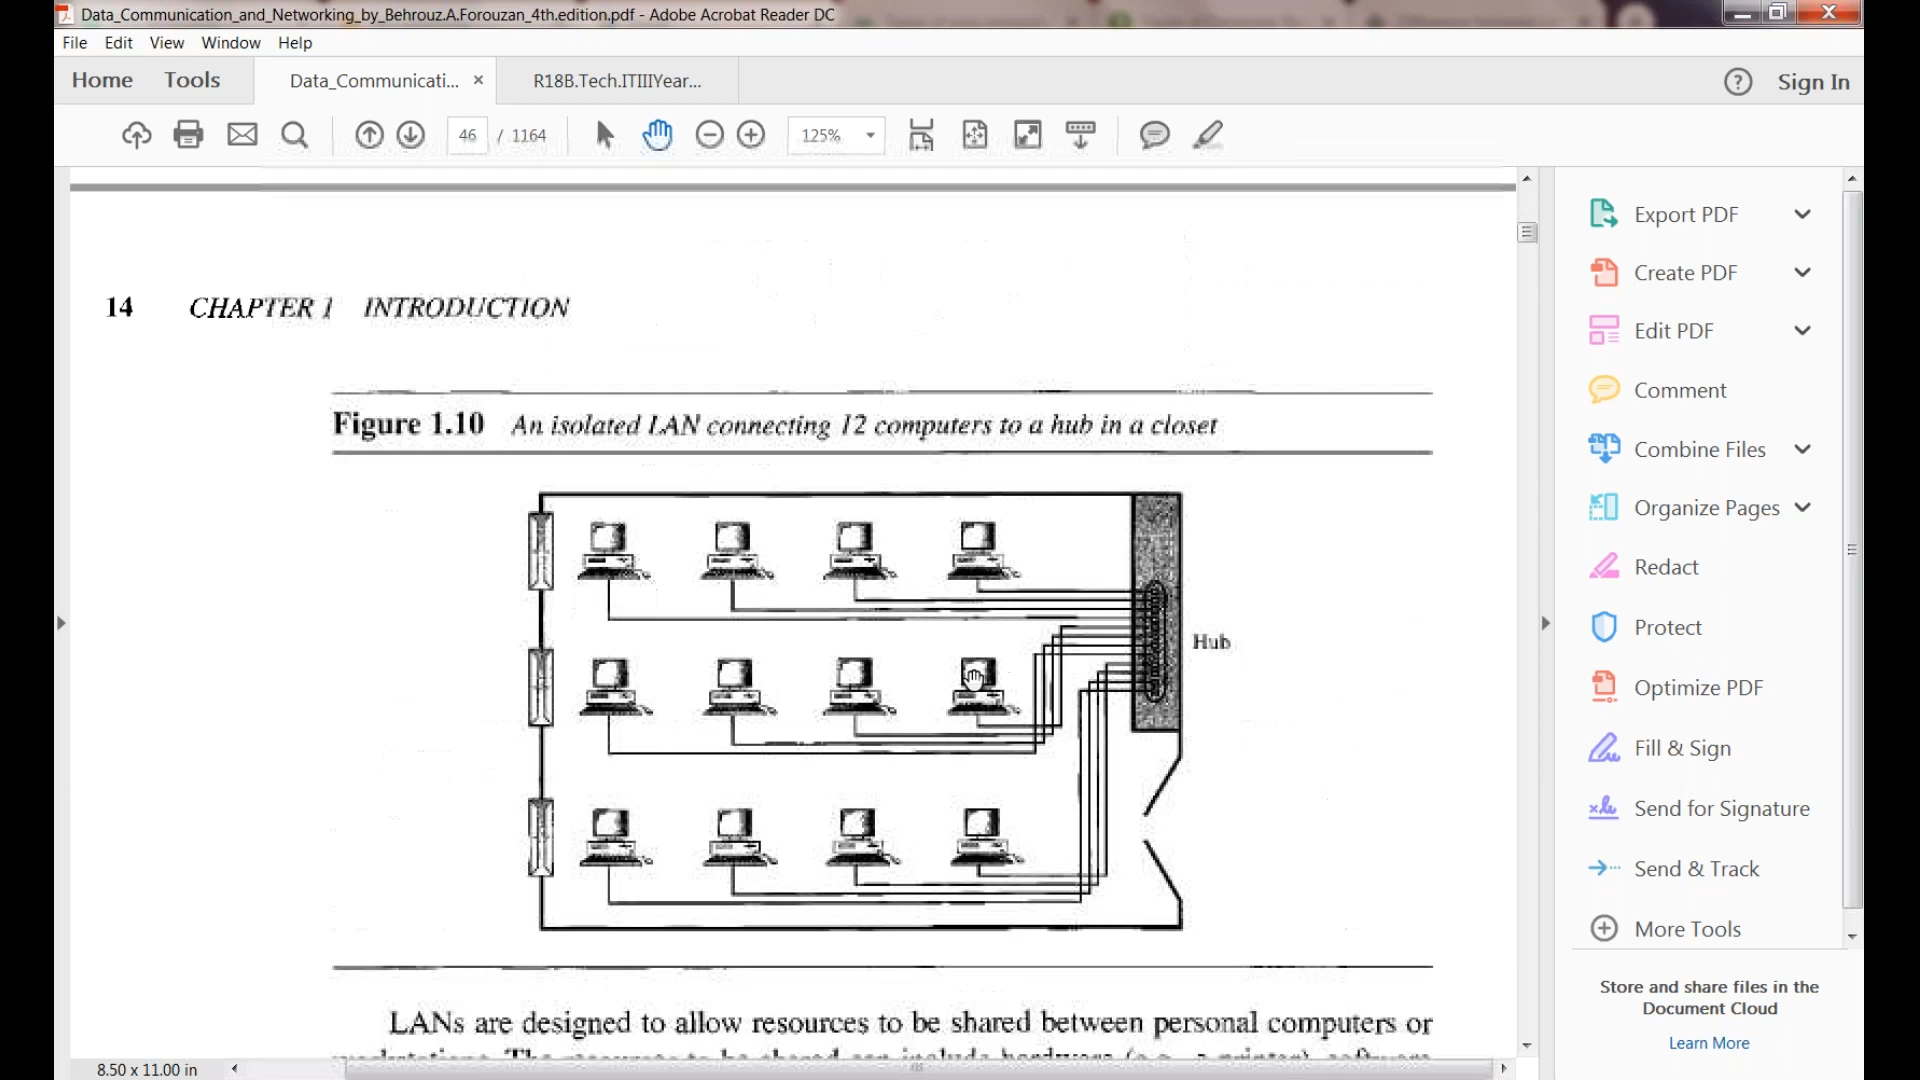 Data_Communication_and_Networking_by_Behrouz.A.Forouzan_4th.edition.pdf - Adobe Acrobat Reader DC
File Edit View Window Help
Home Tools Data_Communicati... × R18B.Tech.ITIIIYear... Sign In
46 / 1164 125%
14 CHAPTER 1 INTRODUCTION
Figure 1.10 An isolated LAN connecting 12 computers to a hub in a closet
Hub
LANs are designed to allow resources to be shared between personal computers or
8.50 x 11.00 in
Export PDF
Create PDF
Edit PDF
Comment
Combine Files
Organize Pages
Redact
Protect
Optimize PDF
Fill & Sign
Send for Signature
Send & Track
More Tools
Store and share files in the
Document Cloud
Learn More